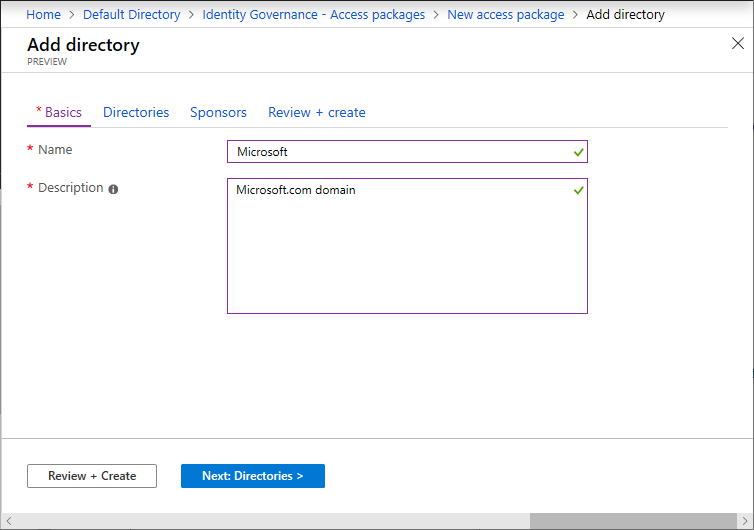 Home > Default Directory > Identity Governance - Access packages > New access package > Add directory
Add directory
PREVIEW
* Basics Directories Sponsors Review + create
* Name Microsoft
* Description Microsoft.com domain
Review + Create Next: Directories >